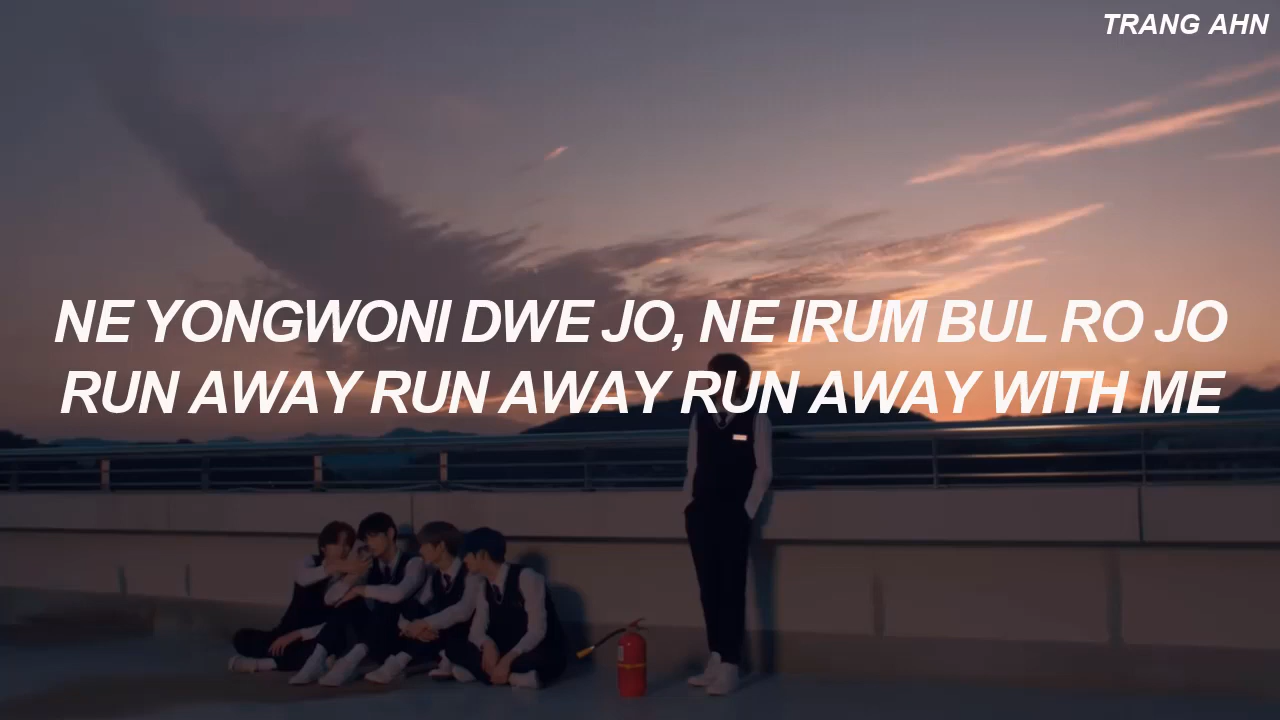 TRANG AHN
NE YONGWONI DWE JO, NE IRUM BUL RO JO
RUN AWAY RUN AWAY RUN AWAY WITH ME